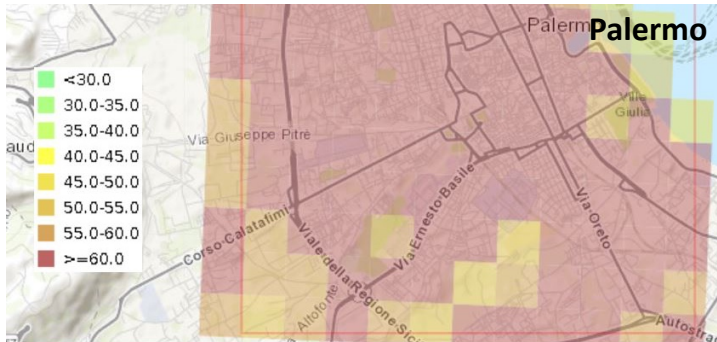 Palerm
Palermo
<30.0
30.0-35.0
35.0-40.0
40.0-45.0
45.0-50.0
50.0-55.0
55.0-60.0
>=60.0
Villa
Giulia
Via Giuseppe Pitrè
aud
Corso Calatafimi
Via Ernesto Basile
Via Oreto
Viale della Regione Sic
Altofonte
Autostra